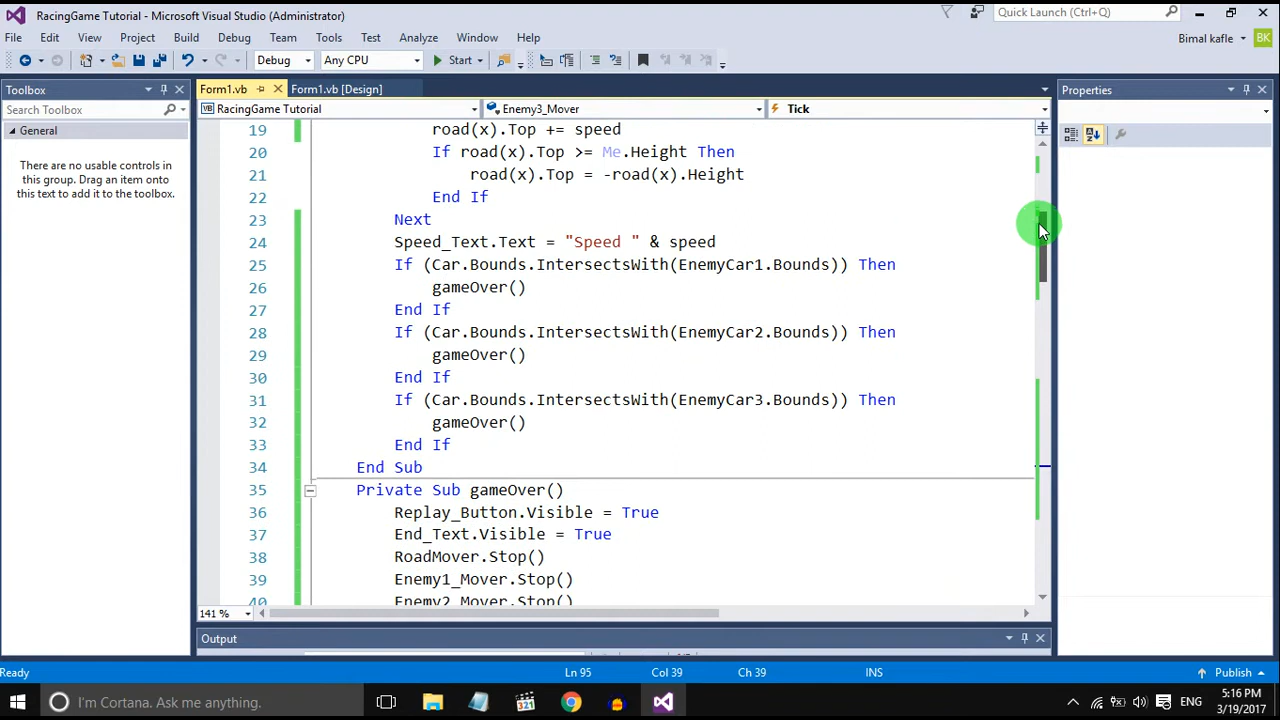 RacingGame Tutorial - Microsoft Visual Studio (Administrator)
Quick Launch (Ctrl+Q)
File Edit View Project Build Debug Team Tools Test Analyze Window Help
Bimal kafle BK
Debug Any CPU Start
Toolbox
Search Toolbox
General
There are no usable controls in
this group. Drag an item onto
this text to add it to the toolbox.
Form1.vb Form1.vb [Design]
RacingGame Tutorial Enemy3_Mover Tick
Properties
19 road(x).Top += speed
20 If road(x).Top >= Me.Height Then
21 road(x).Top = -road(x).Height
22 End If
23 Next
24 Speed_Text.Text = "Speed " & speed
25 If (Car.Bounds.IntersectsWith(EnemyCar1.Bounds)) Then
26 gameOver()
27 End If
28 If (Car.Bounds.IntersectsWith(EnemyCar2.Bounds)) Then
29 gameOver()
30 End If
31 If (Car.Bounds.IntersectsWith(EnemyCar3.Bounds)) Then
32 gameOver()
33 End If
34 End Sub
35 Private Sub gameOver()
36 Replay_Button.Visible = True
37 End_Text.Visible = True
38 RoadMover.Stop()
39 Enemy1_Mover.Stop()
40 Enemy2_Mover.Stop()
141 %
Output
Ready Ln 95 Col 39 Ch 39 INS Publish
I'm Cortana. Ask me anything.
321
ENG
5:16 PM
3/19/2017